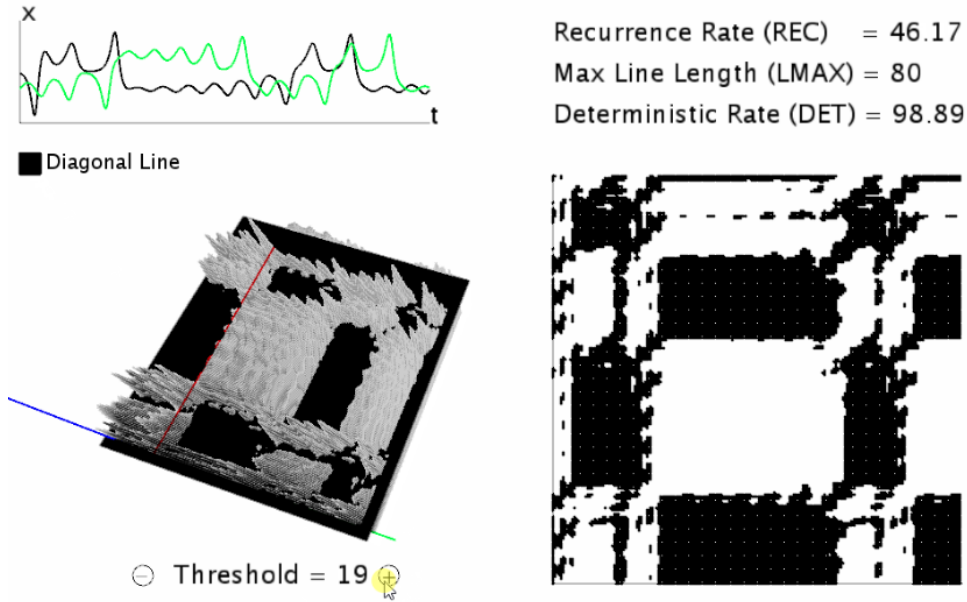 X
t
Diagonal Line
Threshold = 19
Recurrence Rate (REC) = 46.17
Max Line Length (LMAX) = 80
Deterministic Rate (DET) = 98.89